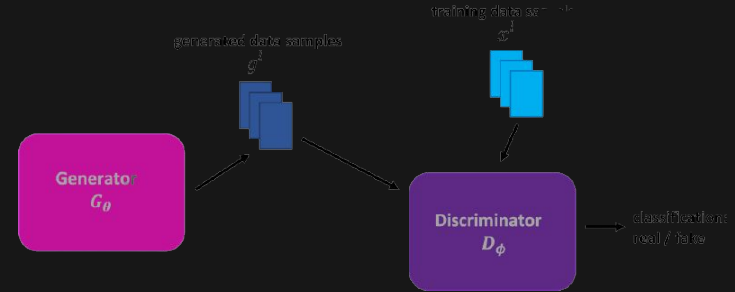 training data
x^i
generated data samples
g^i
Generator
G_θ
Discriminator
D_ϕ
classification:
real / fake